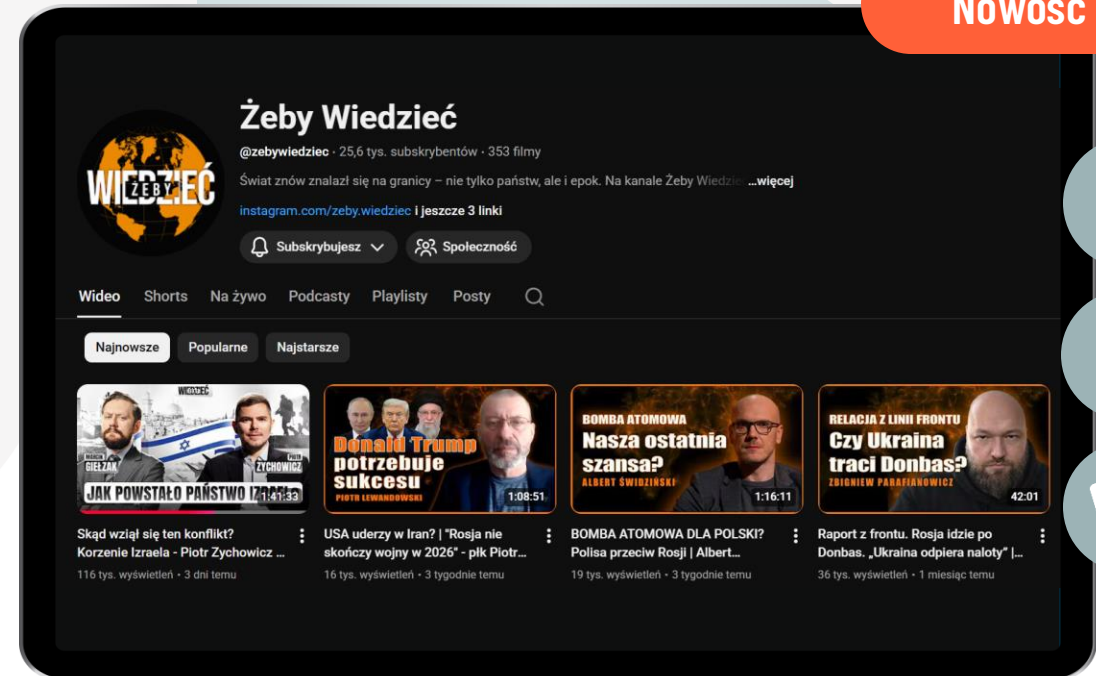 NOWOŚĆ
Żeby Wiedzieć
@zebywiedziec · 25,6 tys. subskrybentów · 353 filmy
WIEDZIEĆ
ŻEBY
Świat znów znalazł się na granicy – nie tylko państw, ale i epok. Na kanale Żeby Wiedzieć ...więcej
instagram.com/zeby.wiedziec i jeszcze 3 linki
Subskrybujesz
Społeczność
Wideo Shorts Na żywo Podcasty Playlisty Posty
Najnowsze Popularne Najstarsze
WIEDZIEĆ
MARCIN
GIEŁZAK
PIOTR
ZYCHOWICZ
JAK POWSTAŁO PAŃSTWO
1:41:33
Skąd wziął się ten konflikt?
Korzenie Izraela - Piotr Zychowicz ...
116 tys. wyświetleń · 3 dni temu
Donald Trump
potrzebuje
sukcesu
PIOTR LEWANDOWSKI
1:08:51
USA uderzy w Iran? | "Rosja nie
skończy wojny w 2026" - płk Piotr...
16 tys. wyświetleń · 3 tygodnie temu
BOMBA ATOMOWA
Nasza ostatnia
szansa?
ALBERT ŚWIDZIŃSKI
1:16:11
BOMBA ATOMOWA DLA POLSKI?
Polisa przeciw Rosji | Albert...
19 tys. wyświetleń · 3 tygodnie temu
RELACJA Z LINII FRONTU
Czy Ukraina
traci Donbas?
ZBIGNIEW PARAFIANOWICZ
42:01
Raport z frontu. Rosja idzie po
Donbas. „Ukraina odpiera naloty" |...
36 tys. wyświetleń · 1 miesiąc temu